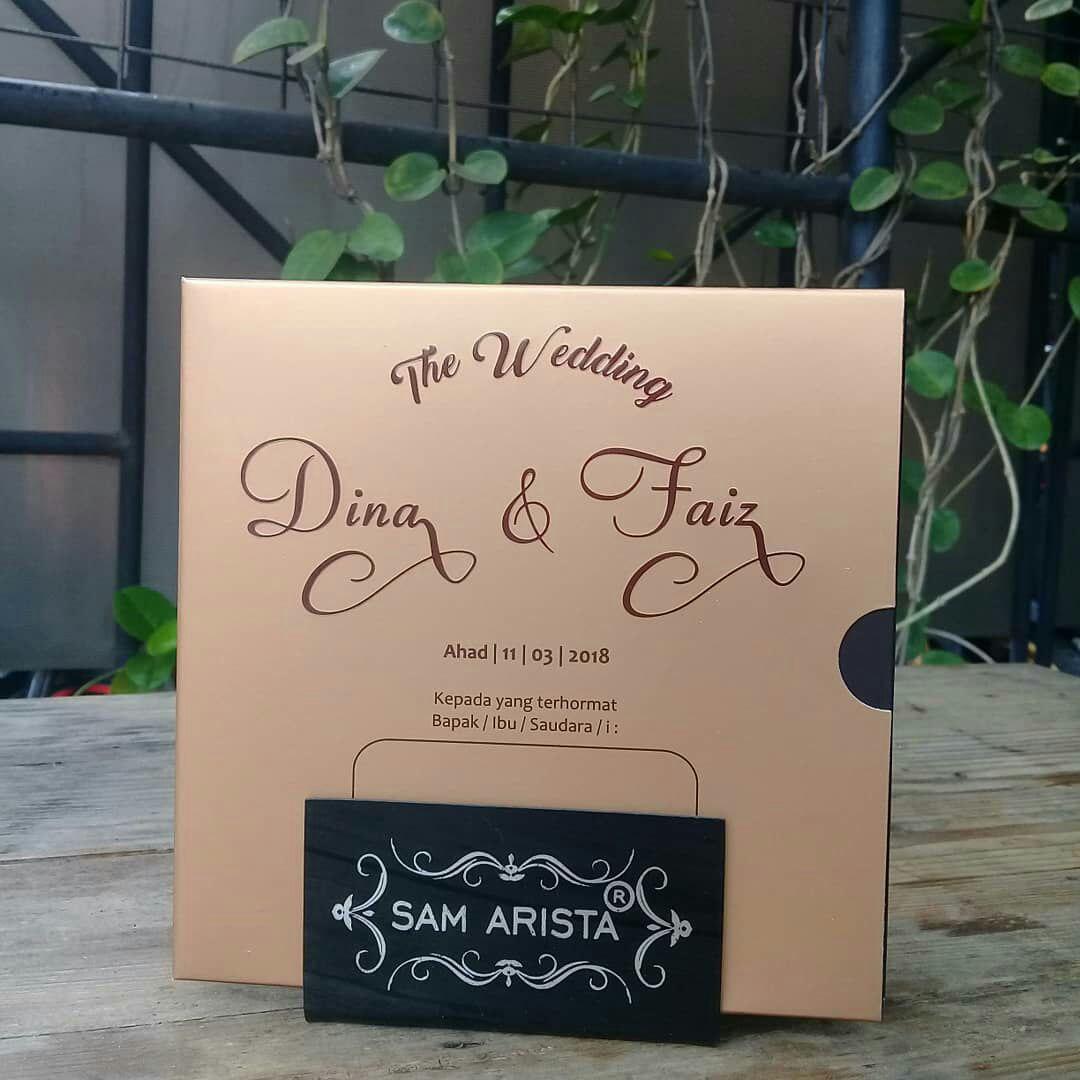 The Wedding
Dina & Faiz
Ahad | 11 | 03 | 2018
Kepada yang terhormat
Bapak / Ibu / Saudara / i :
SAM ARISTA ®